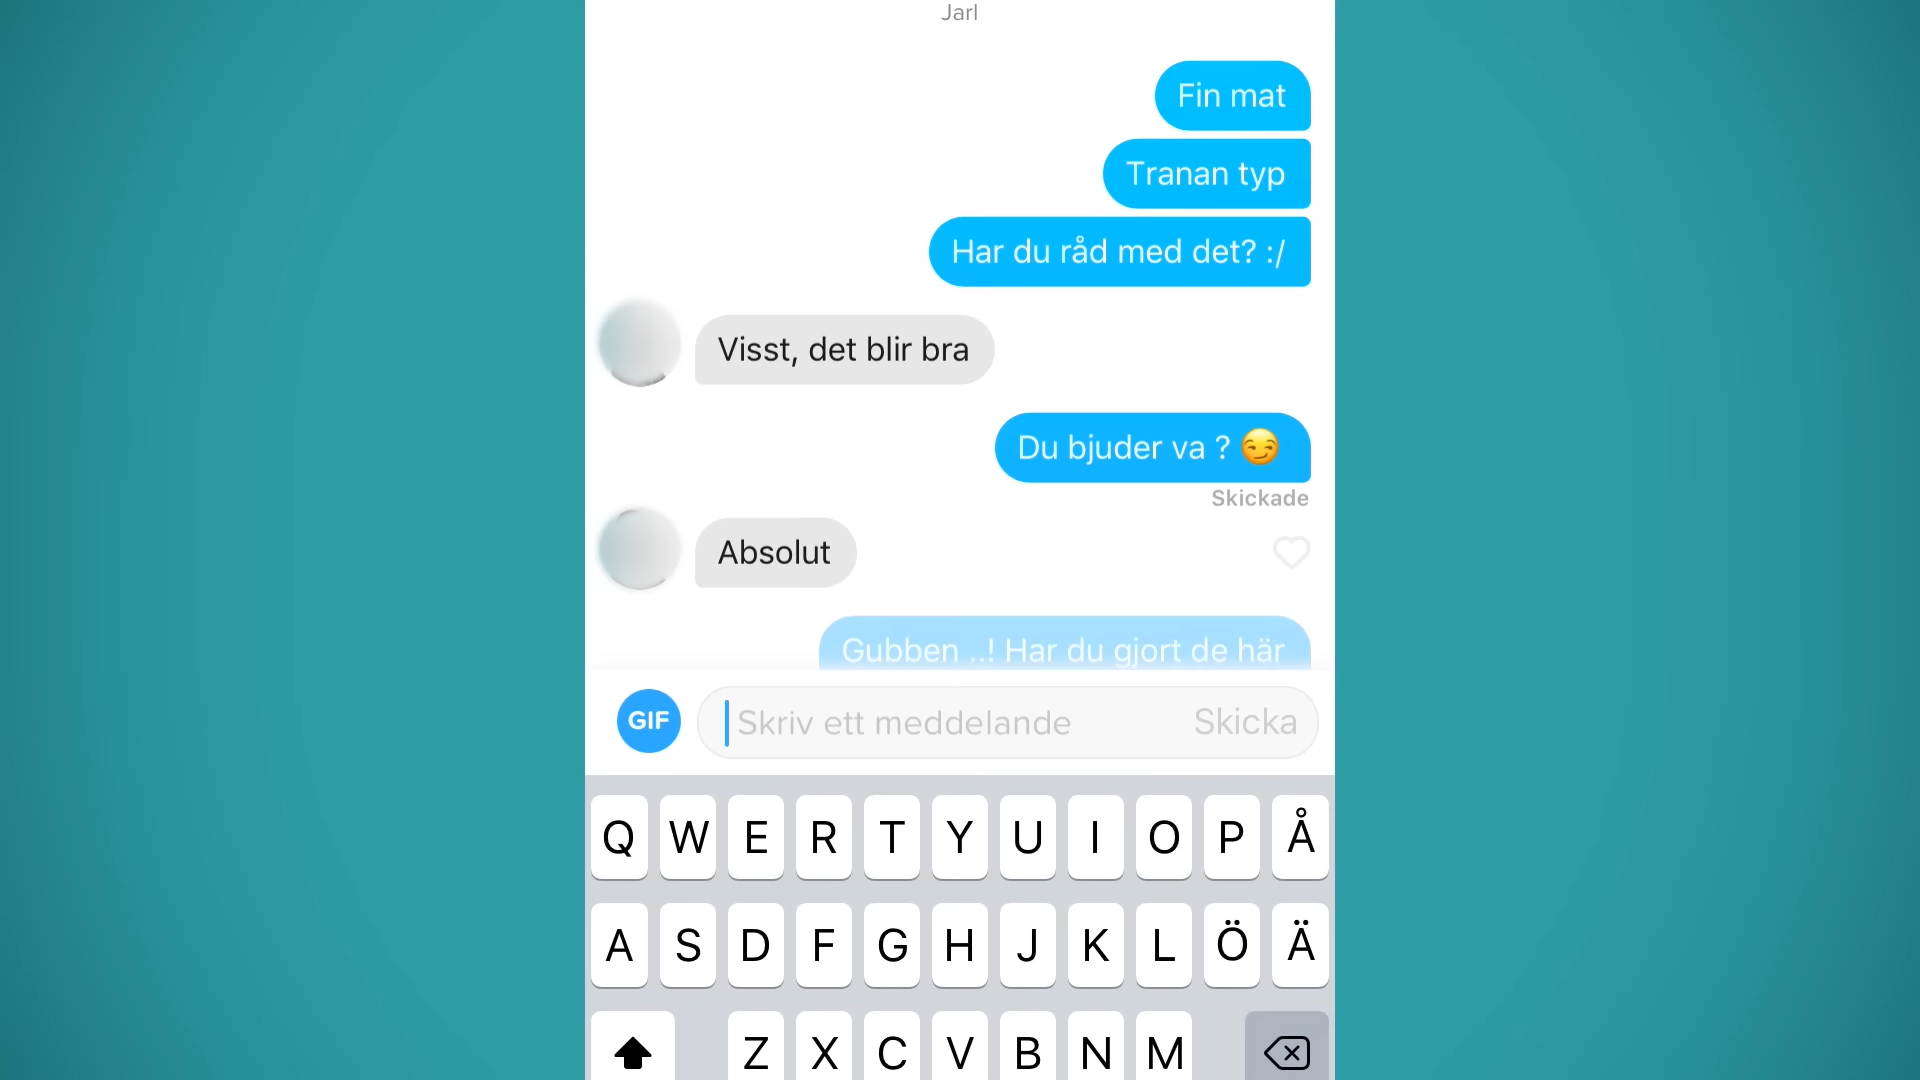 Jarl
Fin mat
Tranan typ
Har du råd med det? :/
Visst, det blir bra
Du bjuder va ? 😏
Skickade
Absolut
Gubben ..! Har du gjort de här
GIF
Skriv ett meddelande
Skicka
Q W E R T Y U I O P Å
A S D F G H J K L Ö Ä
Z X C V B N M